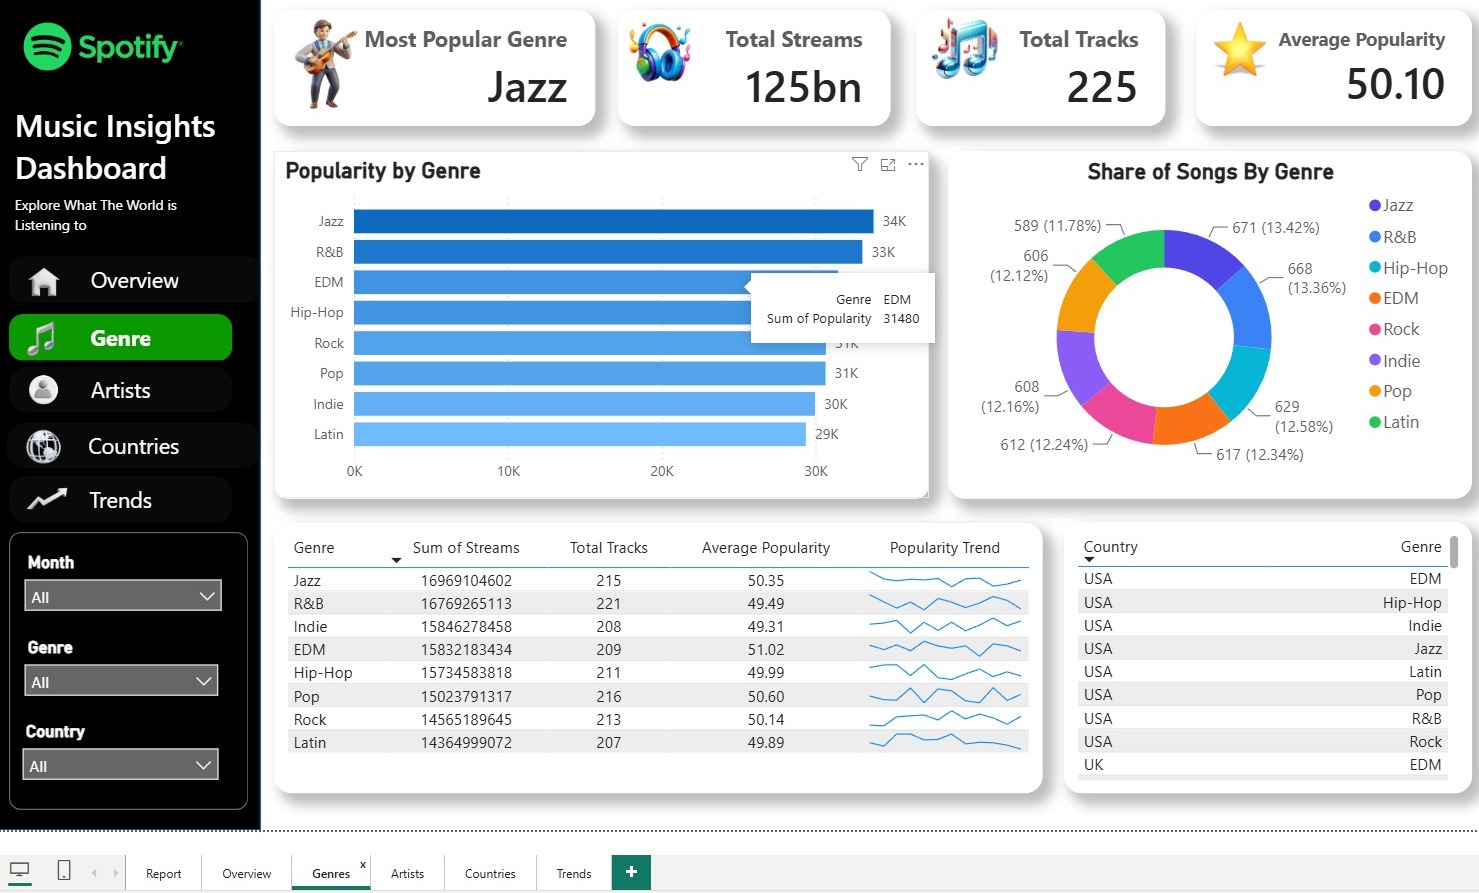 Spotify
Music Insights
Dashboard
Explore What The World is
Listening to
Overview
Genre
Artists
Countries
Trends
Month
All
Genre
All
Country
All
Most Popular Genre
Jazz
Total Streams
125bn
Total Tracks
225
Average Popularity
50.10
Popularity by Genre
Jazz 34K
R&B 33K
EDM
Hip-Hop
Rock 31K
Pop 31K
Indie 30K
Latin 29K
0K 10K 20K 30K
Genre EDM
Sum of Popularity 31480
Share of Songs By Genre
671 (13.42%)
668
(13.36%)
629
(12.58%)
617 (12.34%)
612 (12.24%)
608
(12.16%)
606
(12.12%)
589 (11.78%)
Jazz
R&B
Hip-Hop
EDM
Rock
Indie
Pop
Latin
Genre Sum of Streams Total Tracks Average Popularity Popularity Trend
Jazz 16969104602 215 50.35
R&B 16769265113 221 49.49
Indie 15846278458 208 49.31
EDM 15832183434 209 51.02
Hip-Hop 15734583818 211 49.99
Pop 15023791317 216 50.60
Rock 14565189645 213 50.14
Latin 14364999072 207 49.89
Country Genre
USA EDM
USA Hip-Hop
USA Indie
USA Jazz
USA Latin
USA Pop
USA R&B
USA Rock
UK EDM
Report Overview Genres x Artists Countries Trends +